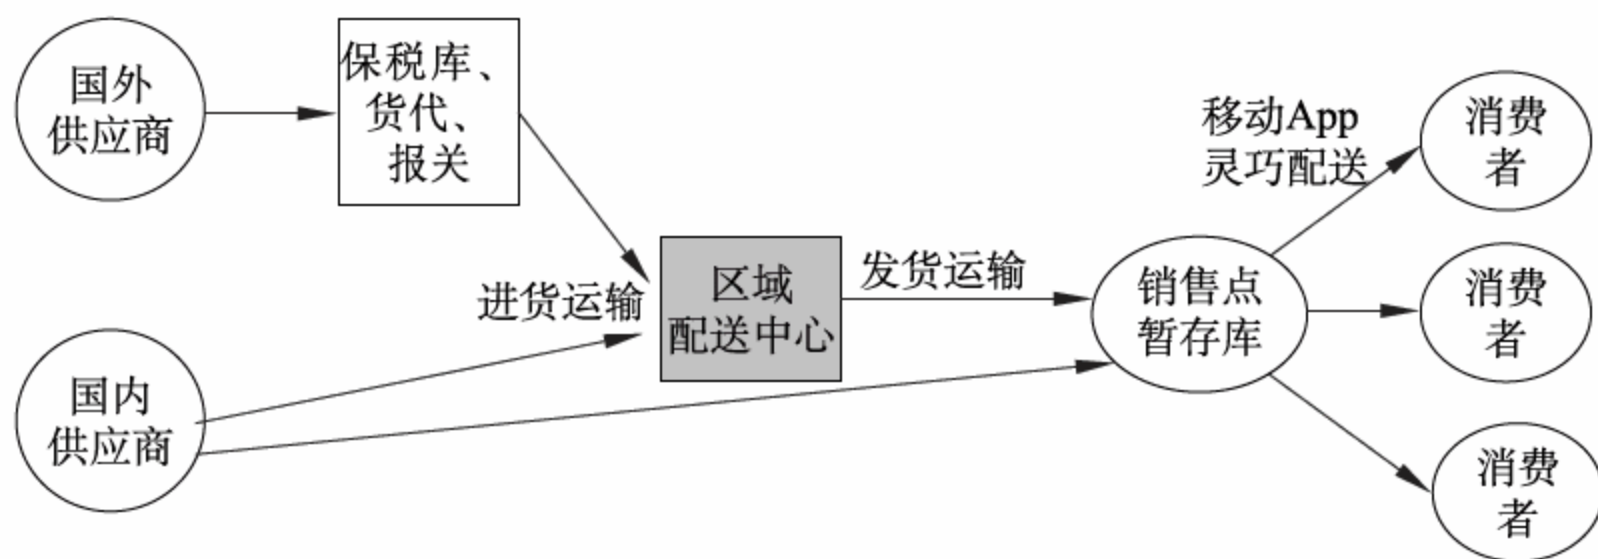 国外
供应商
保税库、
货代、
报关
移动App
灵巧配送
消费
者
进货运输
区域
配送中心
发货运输
销售点
暂存库
消费
者
国内
供应商
消费
者